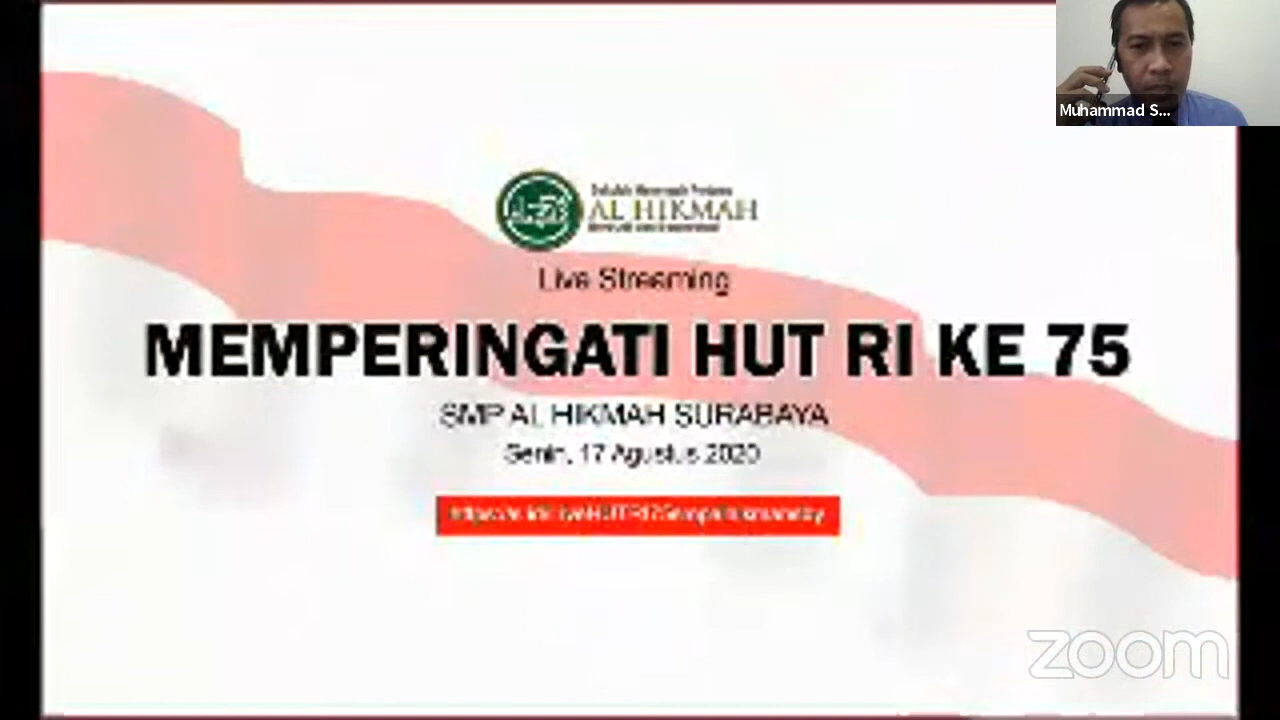 Muhammad S...
AL HIKMAH
Live Streaming
MEMPERINGATI HUT RI KE 75
SMP AL HIKMAH SURABAYA
Senin, 17 Agustus 2020
zoom